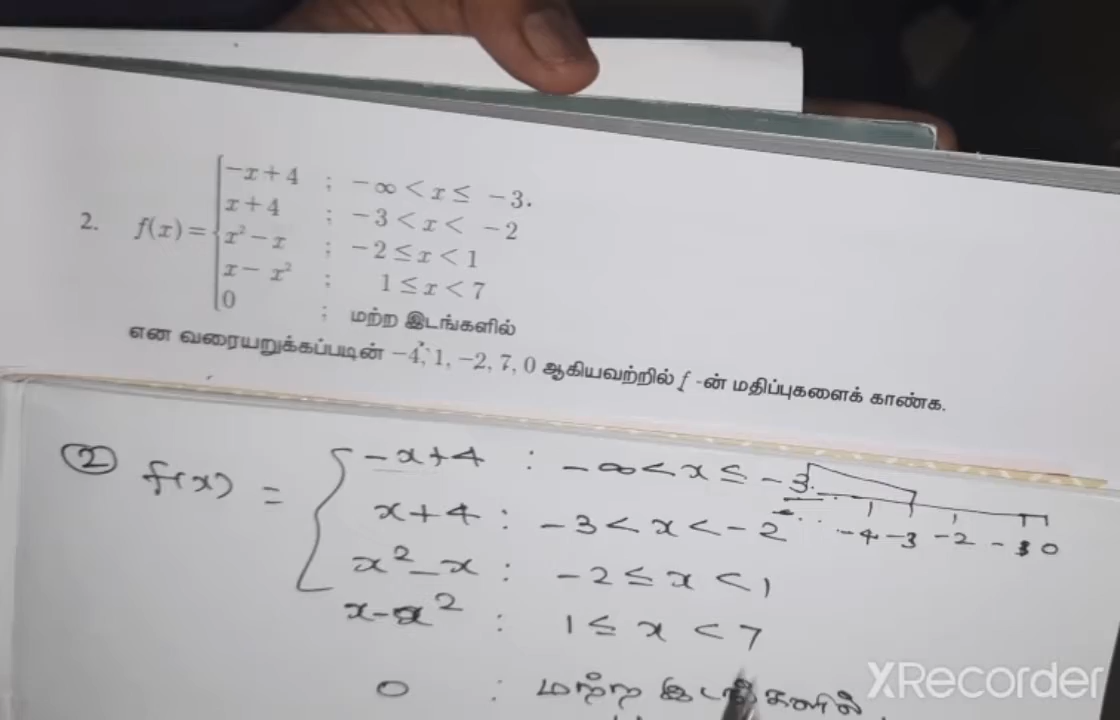 -x+4 ; -∞ < x ≤ -3.
x+4 ; -3 < x < -2
2. f(x) = x² - x ; -2 ≤ x < 1
x - x² ; 1 ≤ x < 7
0 ; மற்ற இடங்களில்
என வரையறுக்கப்படின் -4, 1, -2, 7, 0 ஆகியவற்றில் f -ன் மதிப்புகளைக் காண்க.
② f(x) = -x+4 : -∞ < x ≤ -3.
x+4 : -3 < x < -2
-4 -3 -2 0
x² - x : -2 ≤ x < 1
x - x² : 1 ≤ x < 7
0 : மற்ற இடங்களில்
XRecorder